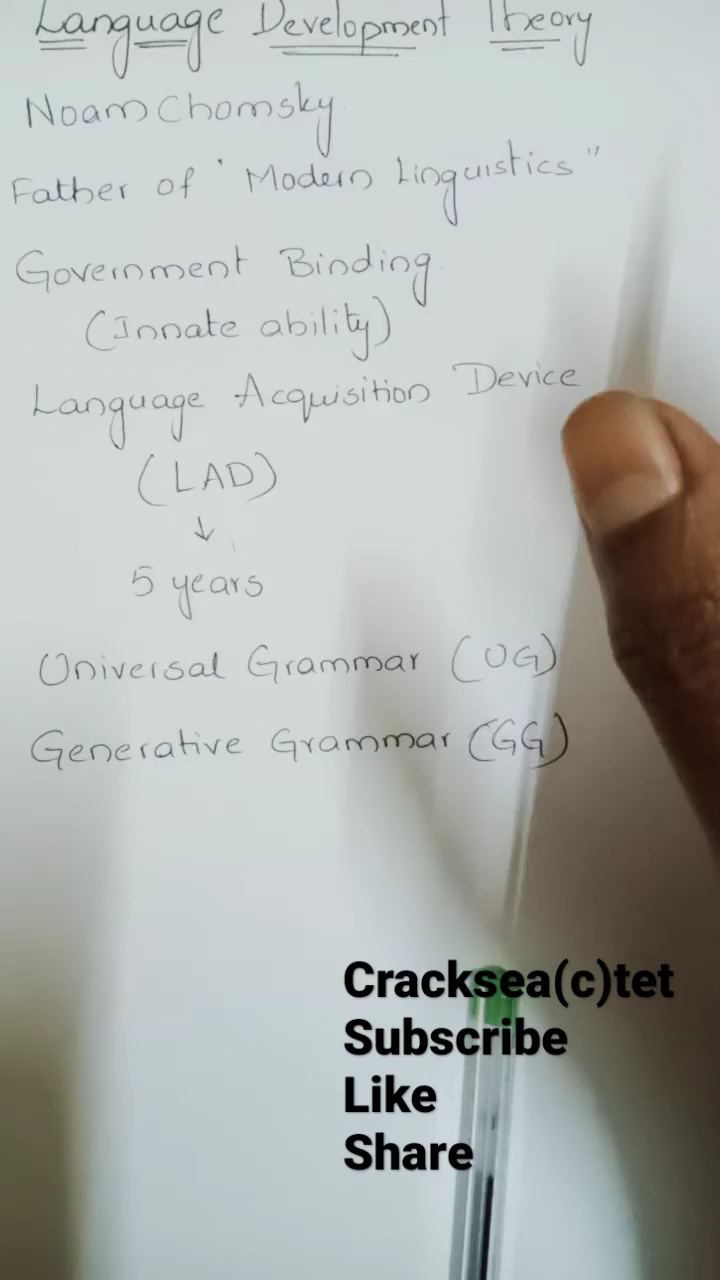 Language Development Theory
Noam Chomsky
Father of ' Modern Linguistics "
Government Binding
(Innate ability)
Language Acquisition Device
(LAD)
↓
5 years
Universal Grammar (UG)
Generative Grammar (GG)
Cracksea(c)tet
Subscribe
Like
Share